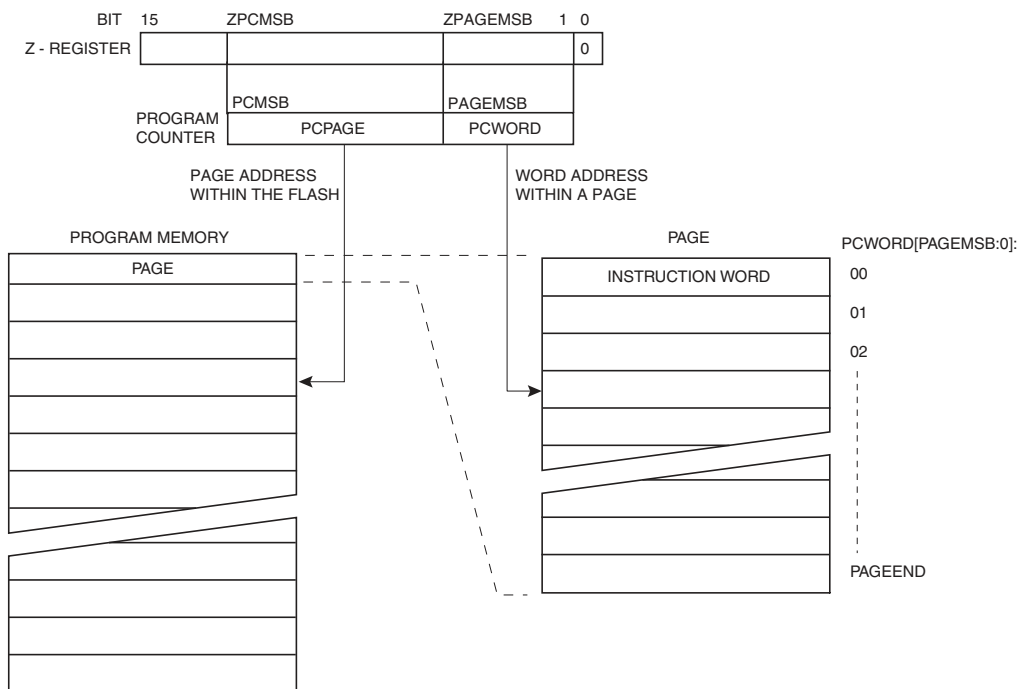 BIT 15 ZPCMSB ZPAGEMSB 1 0
Z - REGISTER 0
PCMSB PAGEMSB
PROGRAM
COUNTER
PCPAGE PCWORD
PAGE ADDRESS
WITHIN THE FLASH
WORD ADDRESS
WITHIN A PAGE
PROGRAM MEMORY
PAGE
PAGE
PCWORD[PAGEMSB:0]:
INSTRUCTION WORD 00
01
02
PAGEEND